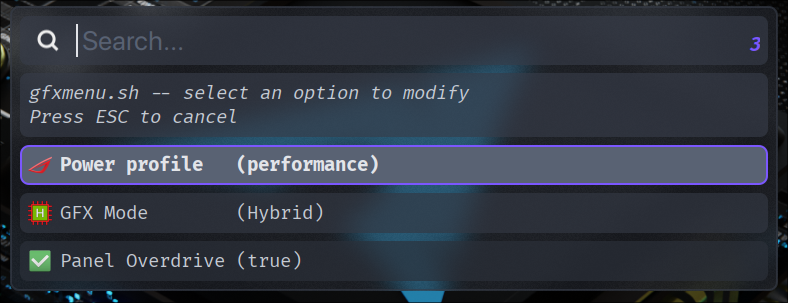 Search...
3
gfxmenu.sh -- select an option to modify
Press ESC to cancel
Power profile (performance)
H GFX Mode (Hybrid)
Panel Overdrive (true)